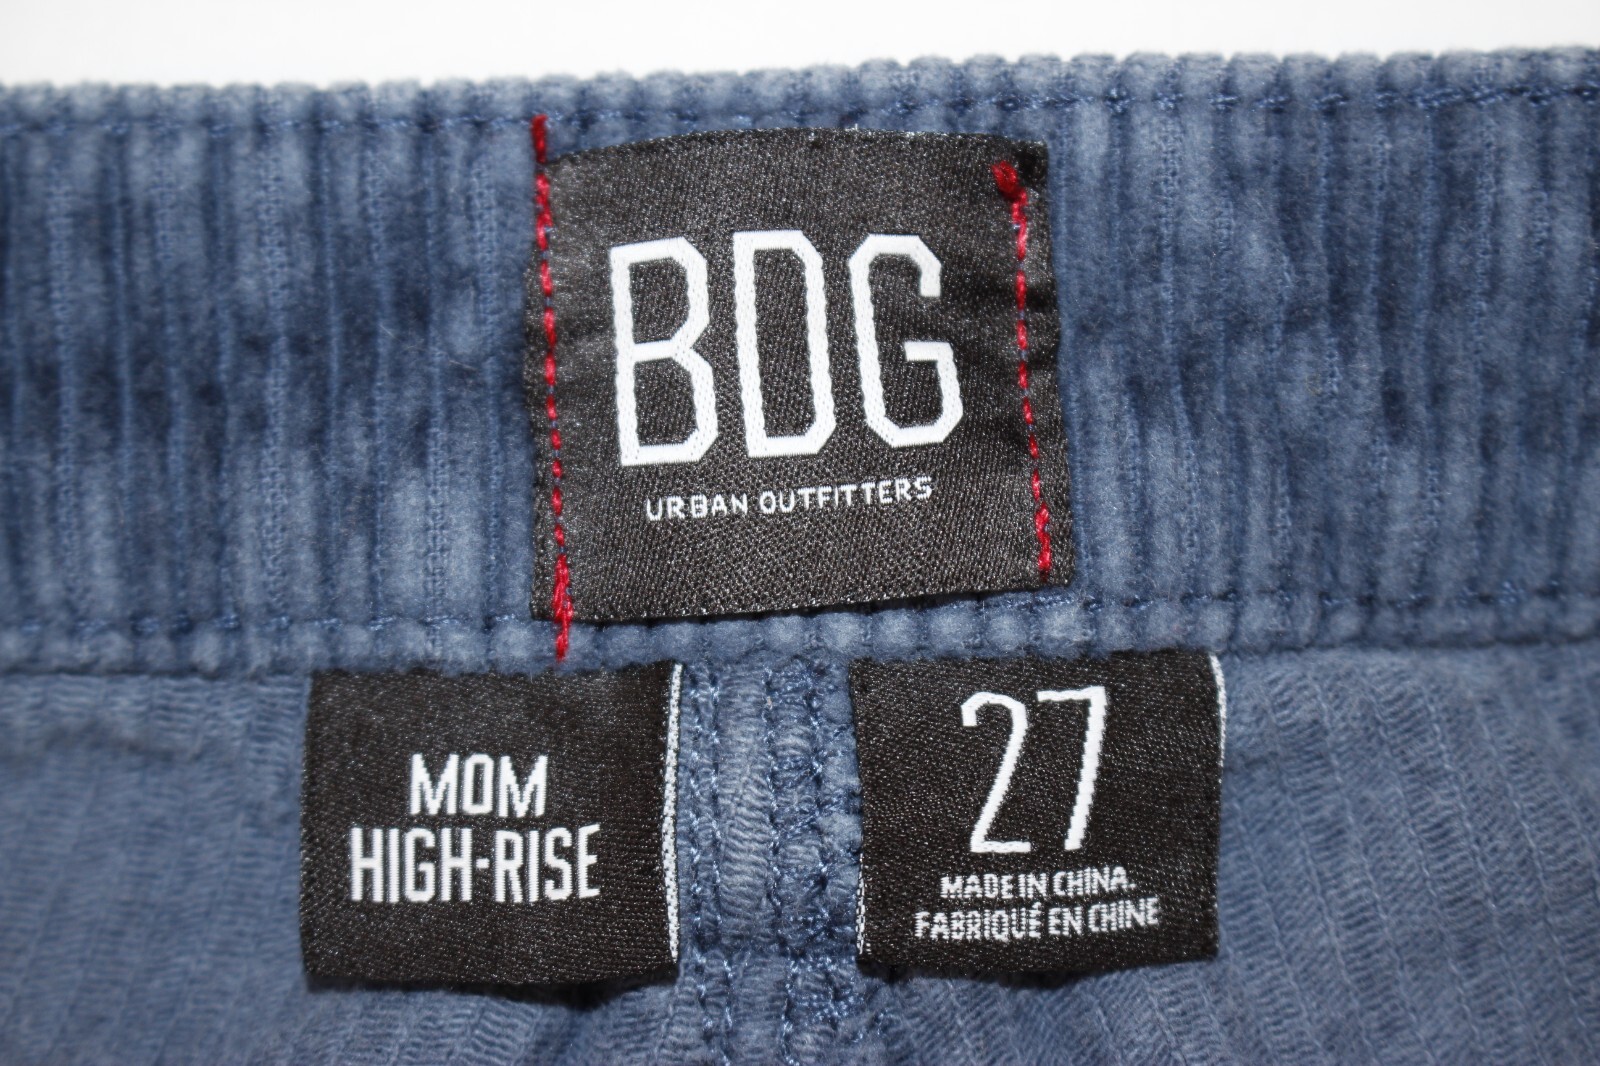 BDG
URBAN OUTFITTERS
MOM
HIGH-RISE
27
MADE IN CHINA.
FABRIQUÉ EN CHINE